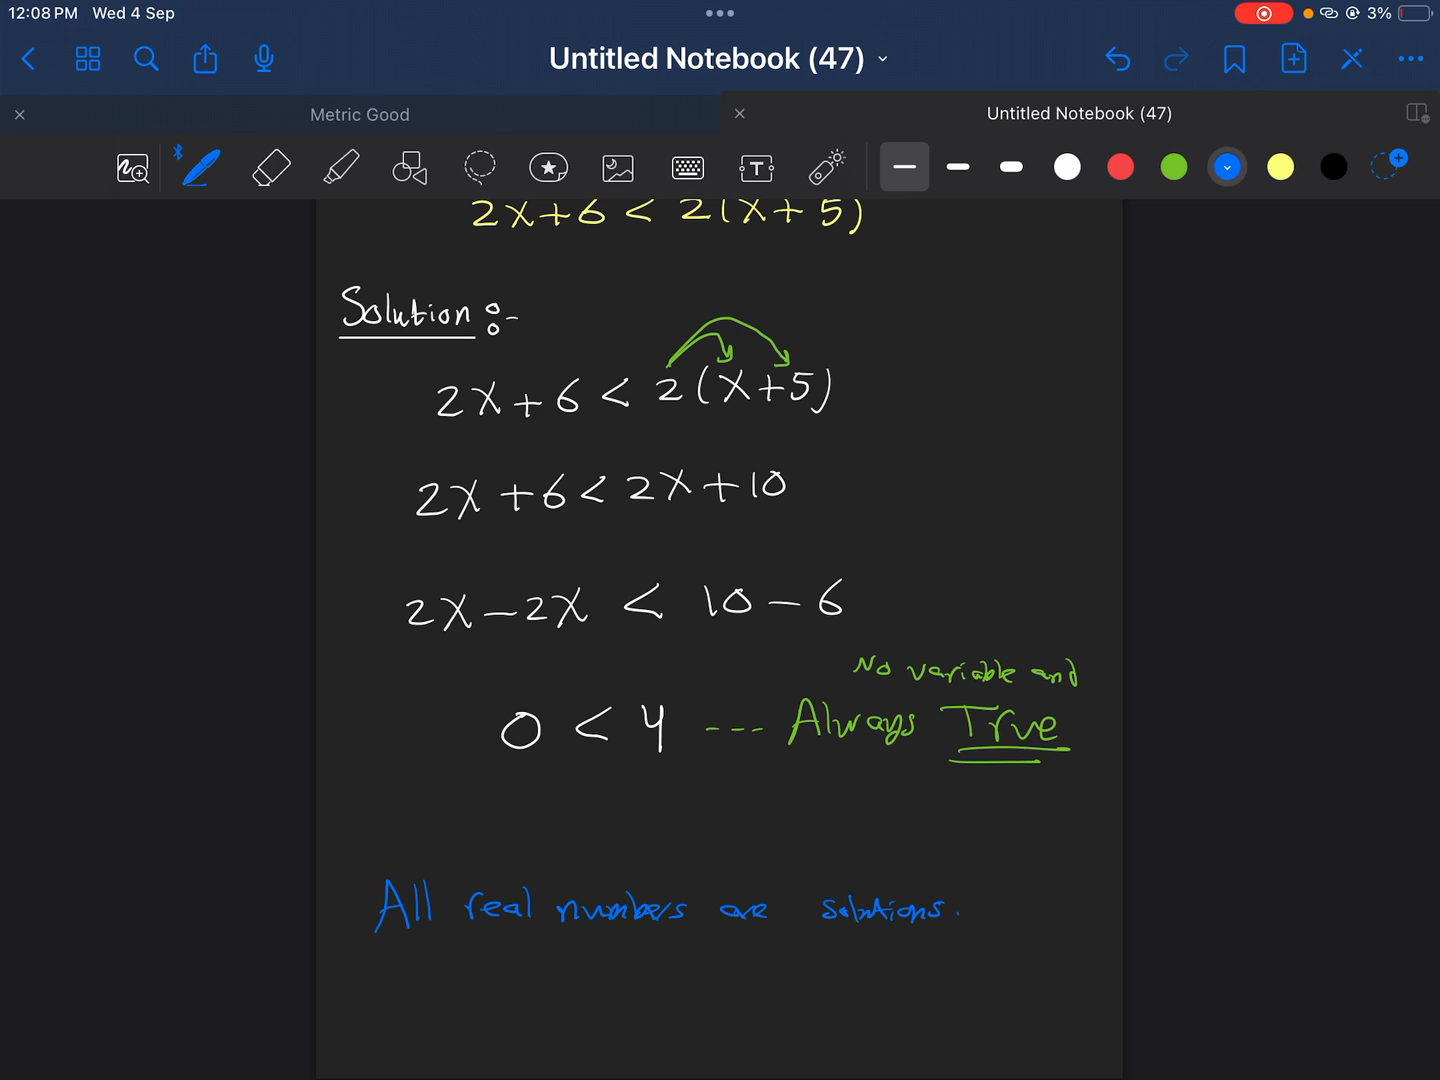 12:08 PM Wed 4 Sep
3%
Untitled Notebook (47)
Metric Good
Untitled Notebook (47)
T
2x+6 < 2(x+5)
Solution :-
2x+6 < 2(x+5)
2x+6 < 2x+10
2x-2x < 10-6
No variable and
0 < 4 --- Always True
All real numbers are solutions.